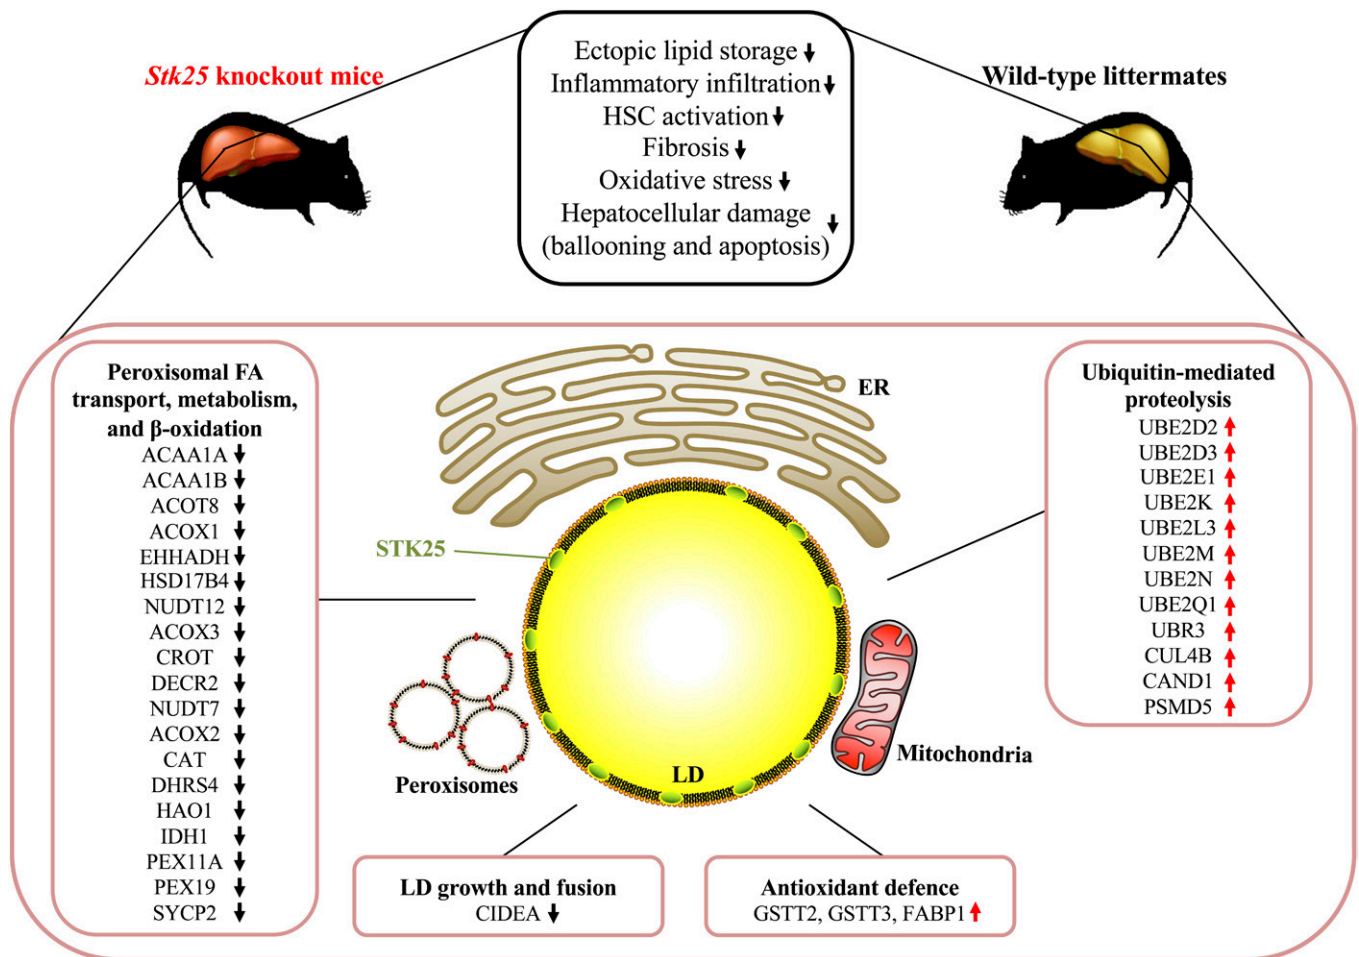 Stk25 knockout mice
Ectopic lipid storage
Inflammatory infiltration
HSC activation
Fibrosis
Oxidative stress
Hepatocellular damage
(ballooning and apoptosis)
Wild-type littermates
Peroxisomal FA
transport, metabolism,
and β-oxidation
ACAA1A
ACAA1B
ACOT8
ACOX1
EHHADH
HSD17B4
NUDT12
ACOX3
CROT
DECR2
NUDT7
ACOX2
CAT
DHRS4
HAO1
IDH1
PEX11A
PEX19
SYCP2
ER
STK25
LD
Peroxisomes
Mitochondria
Ubiquitin-mediated
proteolysis
UBE2D2
UBE2D3
UBE2E1
UBE2K
UBE2L3
UBE2M
UBE2N
UBE2Q1
UBR3
CUL4B
CAND1
PSMD5
LD growth and fusion
CIDEA
Antioxidant defence
GSTT2, GSTT3, FABP1